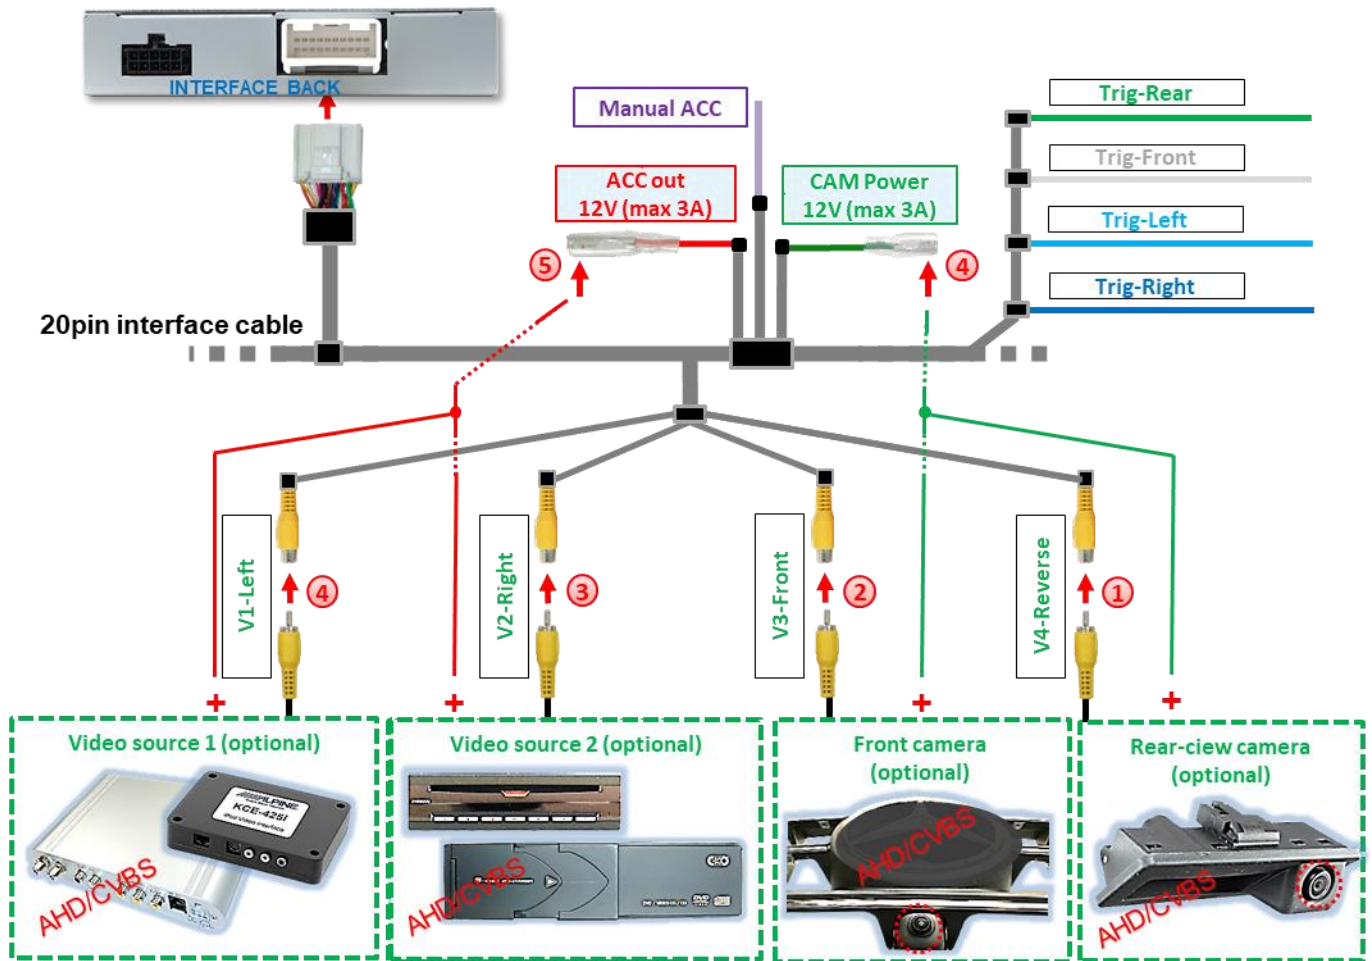 INTERFACE BACK
Manual ACC
Trig-Rear
Trig-Front
ACC out
12V (max 3A)
CAM Power
12V (max 3A)
Trig-Left
5
4
Trig-Right
20pin interface cable
V1-Left
4
V2-Right
3
V3-Front
2
V4-Reverse
1
+
+
+
+
Video source 1 (optional)
ALPINE
KCE-425i
iPod Video Interface
AHD/CVBS
Video source 2 (optional)
AHD/CVBS
Front camera
(optional)
AHD/CVBS
Rear-ciew camera
(optional)
AHD/CVBS